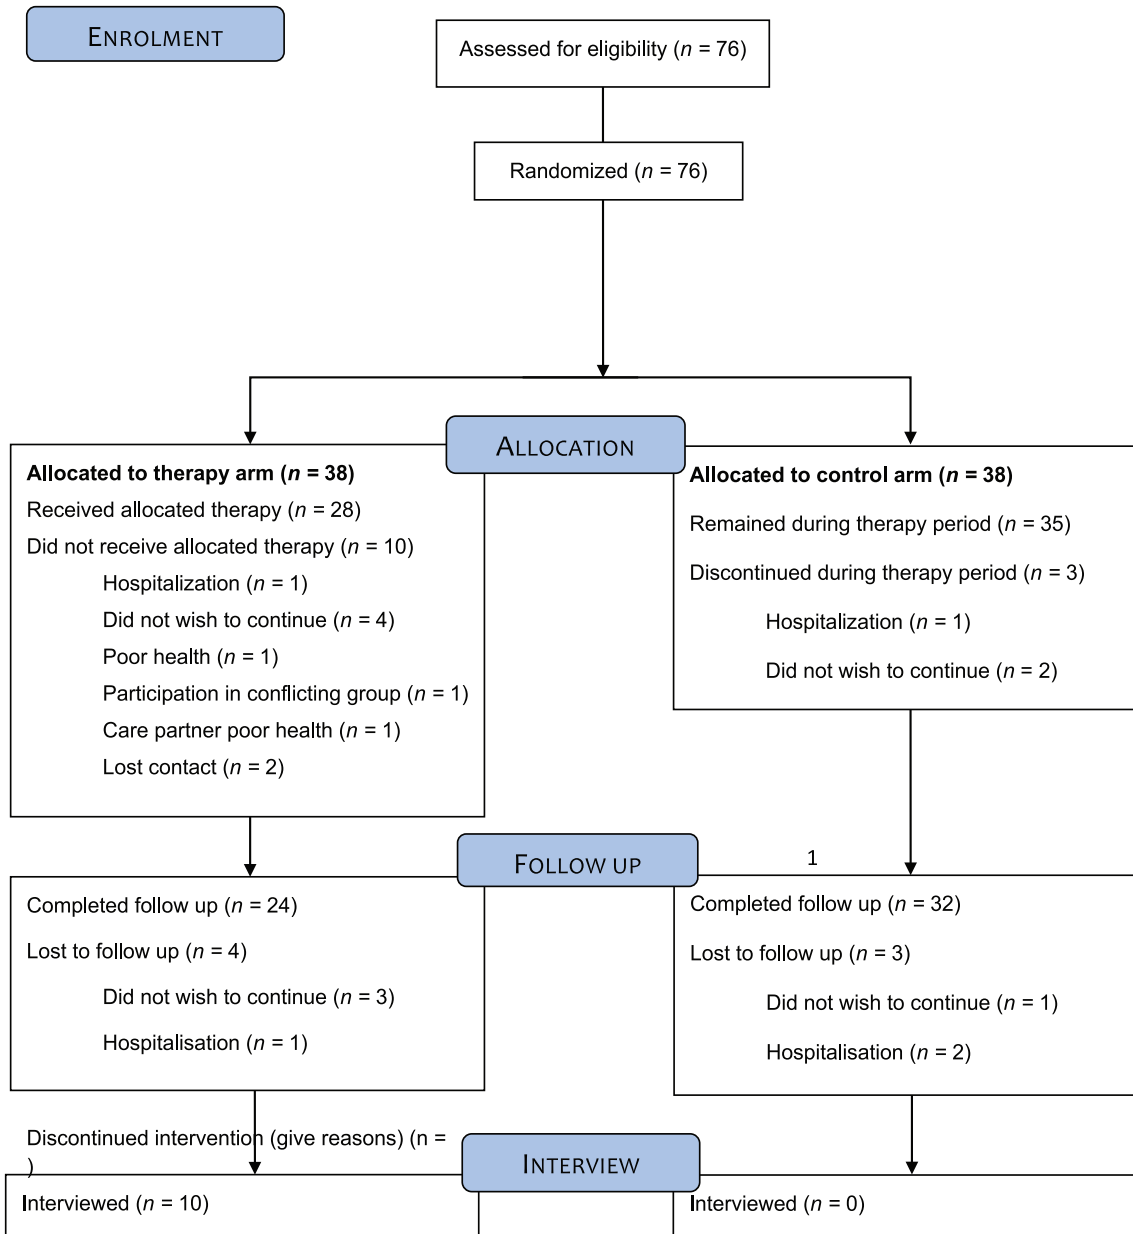 ENROLMENT
Assessed for eligibility (n = 76)
Randomized (n = 76)
ALLOCATION
Allocated to therapy arm (n = 38)
Received allocated therapy (n = 28)
Did not receive allocated therapy (n = 10)
Hospitalization (n = 1)
Did not wish to continue (n = 4)
Poor health (n = 1)
Participation in conflicting group (n = 1)
Care partner poor health (n = 1)
Lost contact (n = 2)
Allocated to control arm (n = 38)
Remained during therapy period (n = 35)
Discontinued during therapy period (n = 3)
Hospitalization (n = 1)
Did not wish to continue (n = 2)
FOLLOW UP
1
Completed follow up (n = 24)
Lost to follow up (n = 4)
Did not wish to continue (n = 3)
Hospitalisation (n = 1)
Completed follow up (n = 32)
Lost to follow up (n = 3)
Did not wish to continue (n = 1)
Hospitalisation (n = 2)
Discontinued intervention (give reasons) (n =
)
INTERVIEW
Interviewed (n = 10)
Interviewed (n = 0)